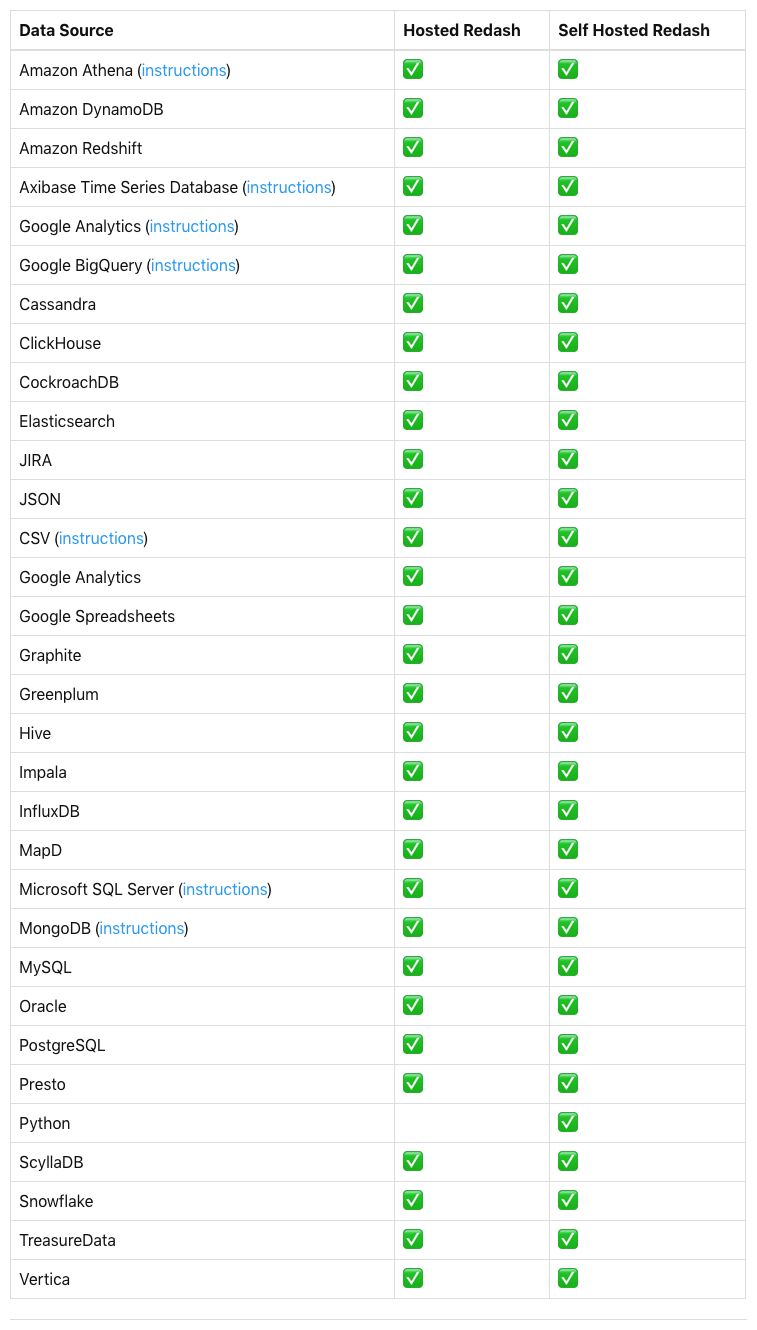 Data Source Hosted Redash Self Hosted Redash
Amazon Athena (instructions) ✅ ✅
Amazon DynamoDB ✅ ✅
Amazon Redshift ✅ ✅
Axibase Time Series Database (instructions) ✅ ✅
Google Analytics (instructions) ✅ ✅
Google BigQuery (instructions) ✅ ✅
Cassandra ✅ ✅
ClickHouse ✅ ✅
CockroachDB ✅ ✅
Elasticsearch ✅ ✅
JIRA ✅ ✅
JSON ✅ ✅
CSV (instructions) ✅ ✅
Google Analytics ✅ ✅
Google Spreadsheets ✅ ✅
Graphite ✅ ✅
Greenplum ✅ ✅
Hive ✅ ✅
Impala ✅ ✅
InfluxDB ✅ ✅
MapD ✅ ✅
Microsoft SQL Server (instructions) ✅ ✅
MongoDB (instructions) ✅ ✅
MySQL ✅ ✅
Oracle ✅ ✅
PostgreSQL ✅ ✅
Presto ✅ ✅
Python ✅
ScyllaDB ✅ ✅
Snowflake ✅ ✅
TreasureData ✅ ✅
Vertica ✅ ✅